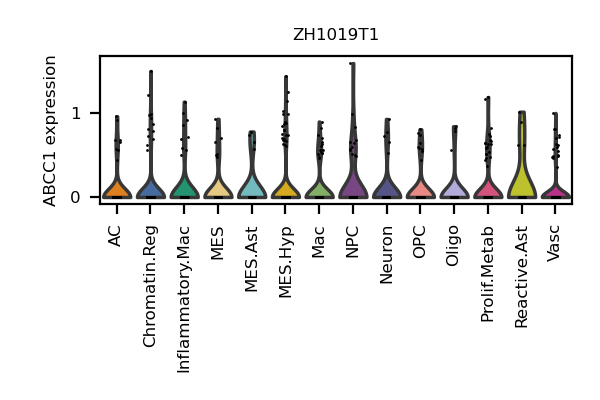 ZH1019T1
ABCC1 expression
1
0
AC
Chromatin.Reg
Inflammatory.Mac
MES
MES.Ast
MES.Hyp
Mac
NPC
Neuron
OPC
Oligo
Prolif.Metab
Reactive.Ast
Vasc